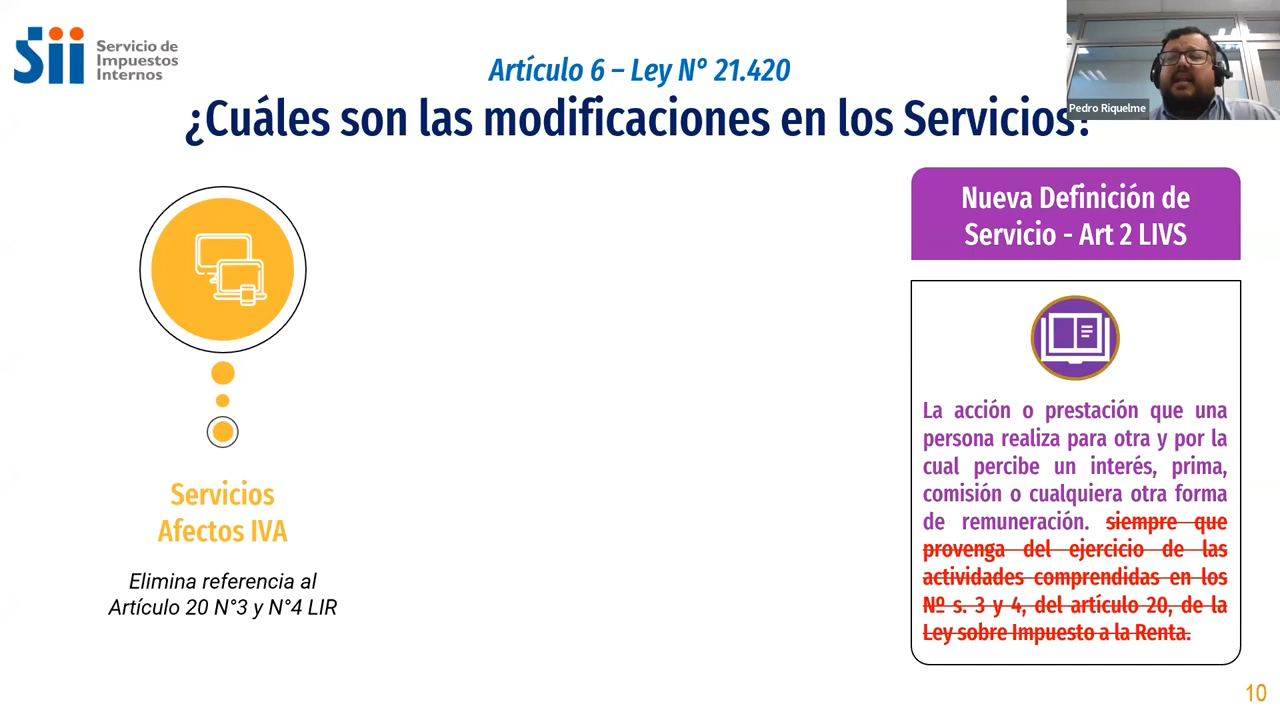 sii Servicio de
Impuestos
Internos
Artículo 6 – Ley N° 21.420
¿Cuáles son las modificaciones en los Servicios?
Pedro Riquelme
Servicios
Afectos IVA
Elimina referencia al
Artículo 20 N°3 y N°4 LIR
Nueva Definición de
Servicio - Art 2 LIVS
La acción o prestación que una
persona realiza para otra y por la
cual percibe un interés, prima,
comisión o cualquiera otra forma
de remuneración. siempre que
provenga del ejercicio de las
actividades comprendidas en los
Nº s. 3 y 4, del artículo 20, de la
Ley sobre Impuesto a la Renta.
10